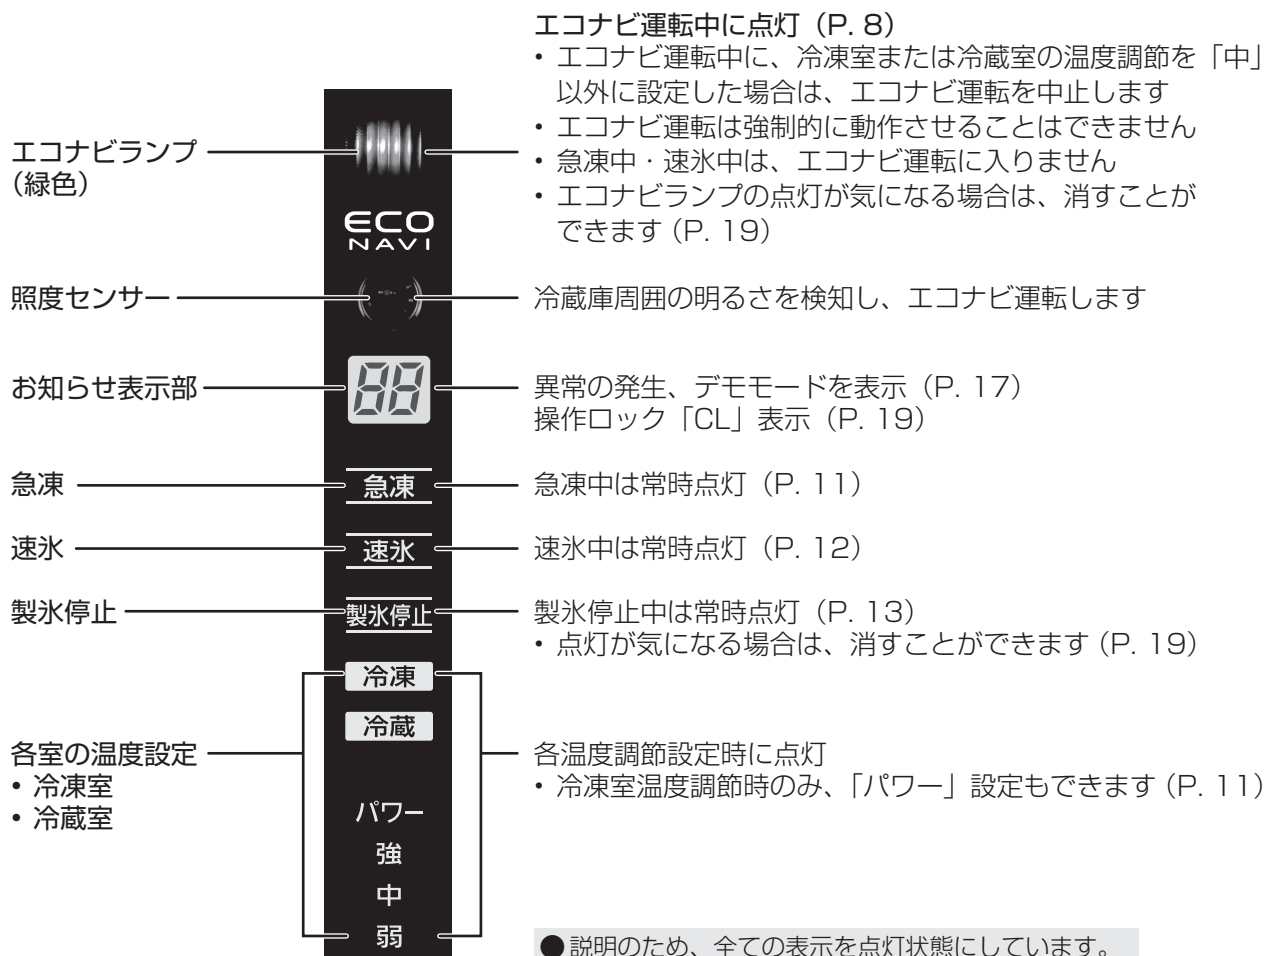 エコナビ運転中に点灯（P. 8）
• エコナビ運転中に、冷凍室または冷蔵室の温度調節を「中」
以外に設定した場合は、エコナビ運転を中止します
• エコナビ運転は強制的に動作させることはできません
• 急凍中・速氷中は、エコナビ運転に入りません
• エコナビランプの点灯が気になる場合は、消すことが
できます（P. 19）
エコナビランプ
（緑色）
ECO
NAVI
照度センサー
冷蔵庫周囲の明るさを検知し、エコナビ運転します
お知らせ表示部
88
異常の発生、デモモードを表示（P. 17）
操作ロック「CL」表示（P. 19）
急凍
急凍
急凍中は常時点灯（P. 11）
速氷
速氷
速氷中は常時点灯（P. 12）
製氷停止
製氷停止
製氷停止中は常時点灯（P. 13）
• 点灯が気になる場合は、消すことができます（P. 19）
冷凍
冷蔵
各室の温度設定
• 冷凍室
• 冷蔵室
各温度調節設定時に点灯
• 冷凍室温度調節時のみ、「パワー」設定もできます（P. 11）
パワー
強
中
弱
●説明のため、全ての表示を点灯状態にしています。